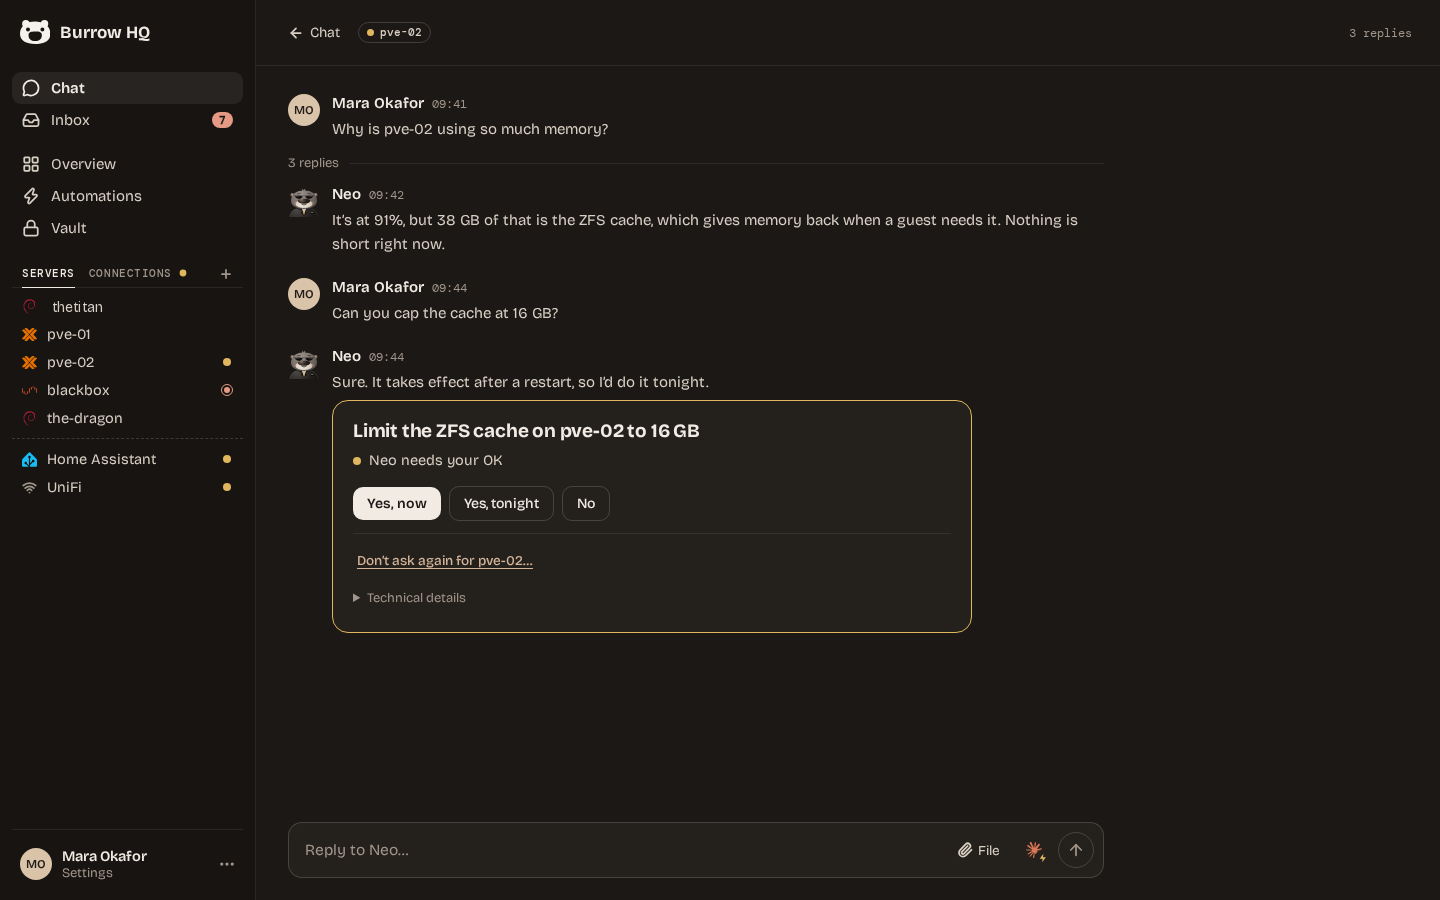 Burrow HQ
Chat
Inbox
7
Overview
Automations
Vault
SERVERS
CONNECTIONS
thetitan
pve-01
pve-02
blackbox
the-dragon
Home Assistant
UniFi
MO
Mara Okafor
Settings
Chat
pve-02
3 replies
MO
Mara Okafor 09:41
Why is pve-02 using so much memory?
3 replies
Neo 09:42
It's at 91%, but 38 GB of that is the ZFS cache, which gives memory back when a guest needs it. Nothing is
short right now.
MO
Mara Okafor 09:44
Can you cap the cache at 16 GB?
Neo 09:44
Sure. It takes effect after a restart, so I'd do it tonight.
Limit the ZFS cache on pve-02 to 16 GB
Neo needs your OK
Yes, now
Yes, tonight
No
Don't ask again for pve-02...
Technical details
Reply to Neo...
File